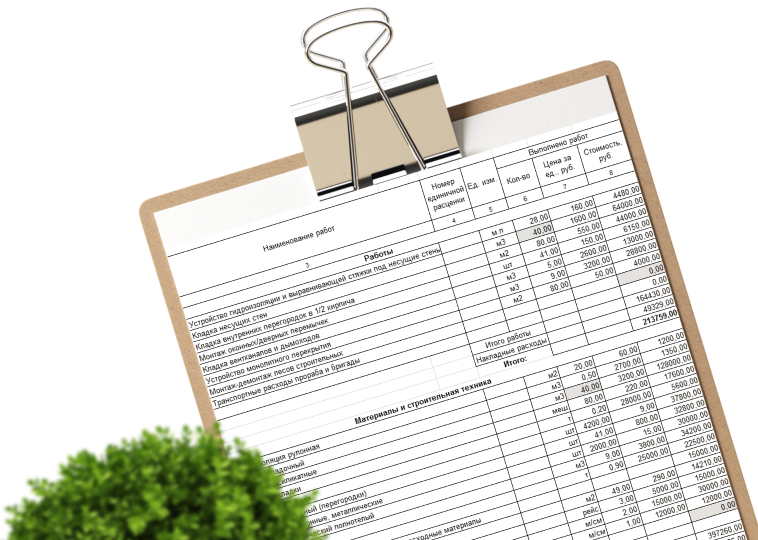 Наименование работ Номер единичной расценки Ед. изм. Выполнено работ
Кол-во Цена за ед., руб. Стоимость, руб.
3 4 5 6 7 8
Работы
Устройство гидроизоляции и выравнивающей стяжки под несущие стены м.п 28,00 160,00 4480,00
Кладка несущих стен м3 40,00 1600,00 64000,00
Кладка внутренних перегородок в 1/2 кирпича м2 80,00 550,00 44000,00
Монтаж оконных/дверных перемычек шт 41,00 150,00 6150,00
Кладка вентканалов и дымоходов м3 5,00 2600,00 13000,00
Устройство монолитного перекрытия м3 9,00 3200,00 28800,00
Монтаж-демонтаж лесов строительных м2 80,00 50,00 4000,00
Транспортные расходы прораба и бригады 0,00
0,00
Итого работы 164430,00
Накладные расходы 49329,00
Итого: 213759,00
Материалы и строительная техника
рулонная м2 20,00 60,00 1200,00
м3 0,50 2700,00 1350,00
м3 40,00 3200,00 128000,00
меш 80,00 220,00 17600,00
т 0,20 28000,00 5600,00
(перегородки) шт 4200,00 9,00 37800,00
металлические шт 41,00 800,00 32800,00
полнотелый шт 2000,00 15,00 30000,00
м3 9,00 3800,00 34200,00
т 0,90 25000,00 22500,00
материалы 15000,00
м2 49,00 290,00 14210,00
рейс 3,00 5000,00 15000,00
м/см 2,00 15000,00 30000,00
м/см 1,00 12000,00 12000,00
0,00
397260,00